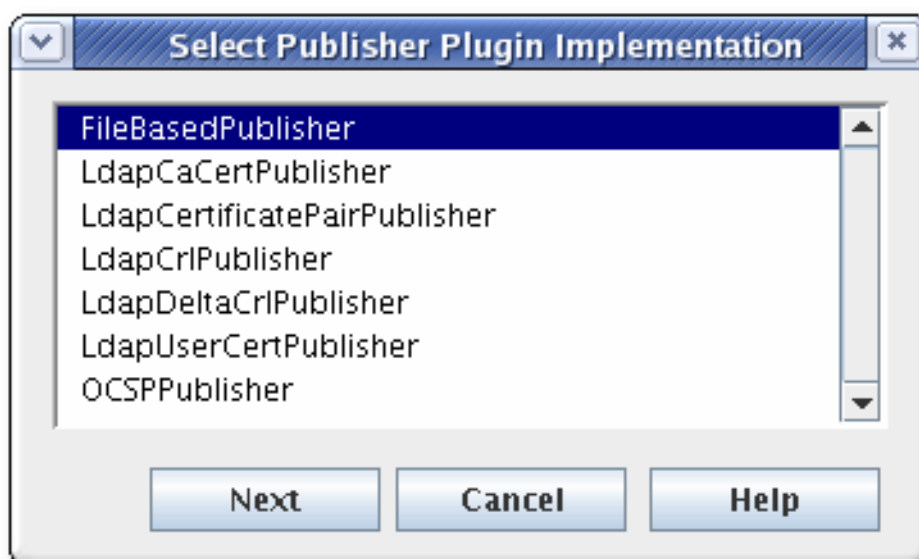 Select Publisher Plugin Implementation
FileBasedPublisher
LdapCaCertPublisher
LdapCertificatePairPublisher
LdapCrlPublisher
LdapDeltaCrlPublisher
LdapUserCertPublisher
OCSPPublisher
Next Cancel Help